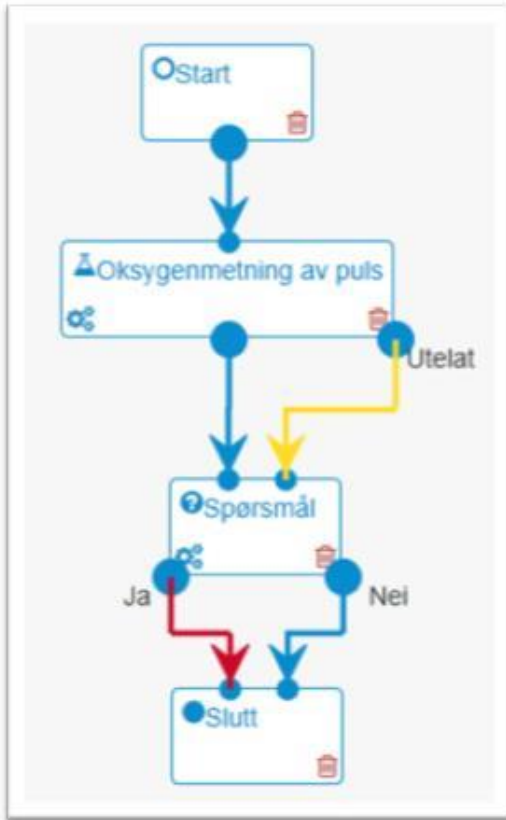 Start
Oksygenmetning av puls
Utelat
Spørsmål
Ja
Nei
Slutt